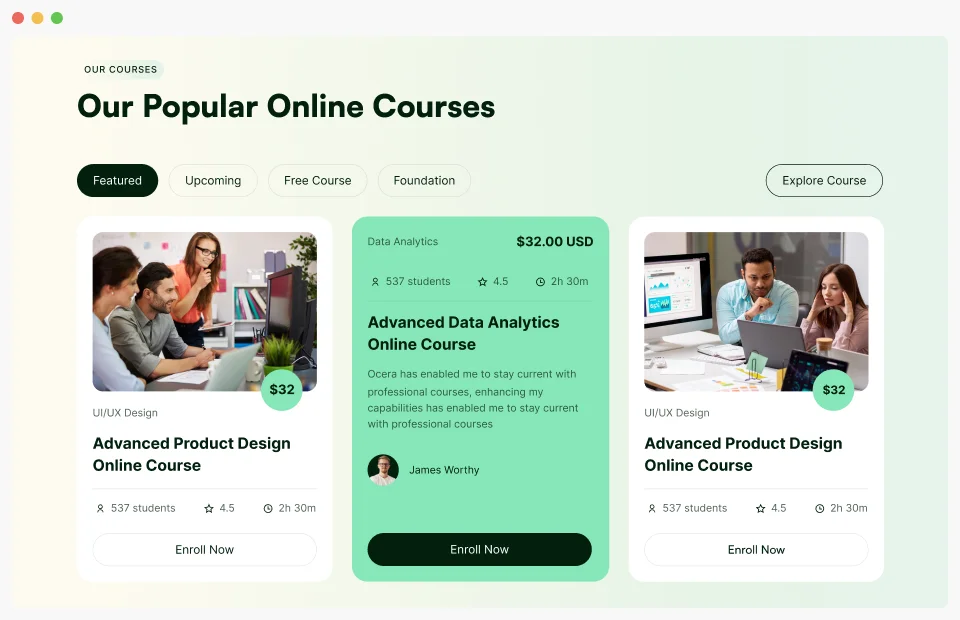 OUR COURSES
Our Popular Online Courses
Featured
Upcoming
Free Course
Foundation
Explore Course
$32
UI/UX Design
Advanced Product Design
Online Course
537 students
4.5
2h 30m
Enroll Now
Data Analytics
$32.00 USD
537 students
4.5
2h 30m
Advanced Data Analytics
Online Course
Ocera has enabled me to stay current with
professional courses, enhancing my
capabilities has enabled me to stay current
with professional courses
James Worthy
Enroll Now
$32
UI/UX Design
Advanced Product Design
Online Course
537 students
4.5
2h 30m
Enroll Now